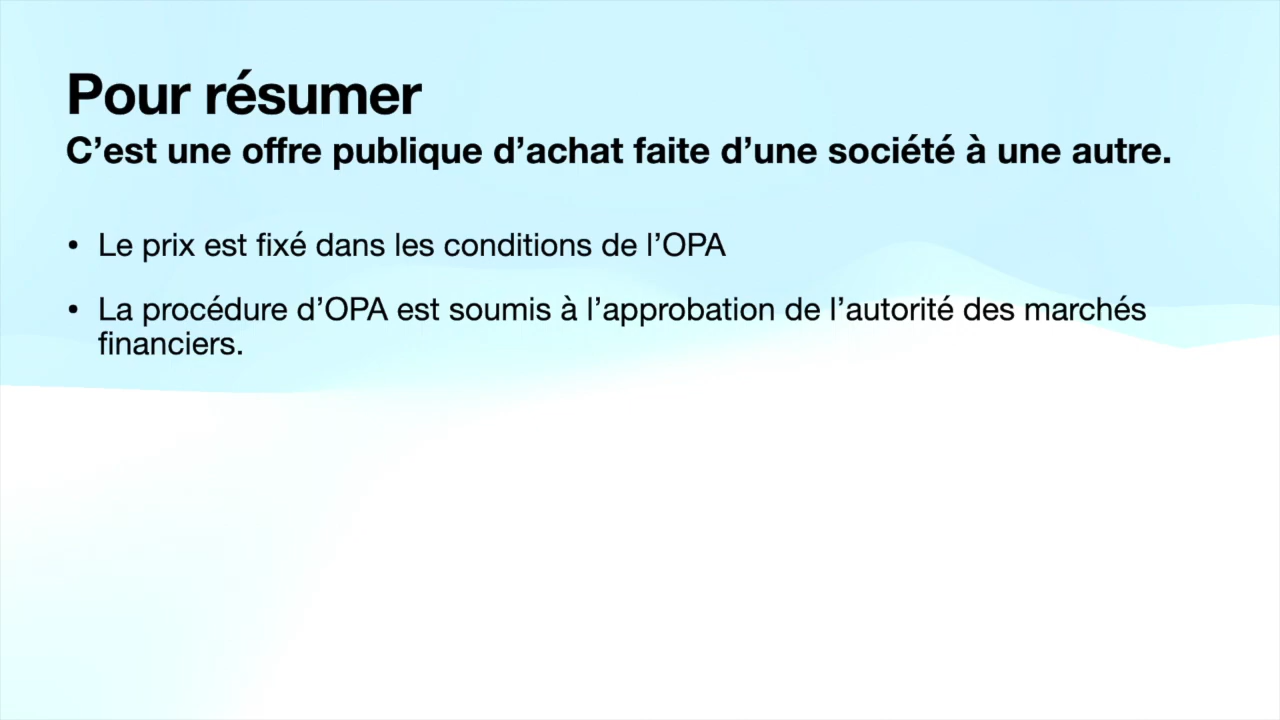 Pour résumer
C’est une offre publique d’achat faite d’une société à une autre.
• Le prix est fixé dans les conditions de l’OPA
• La procédure d’OPA est soumis à l’approbation de l’autorité des marchés
financiers.